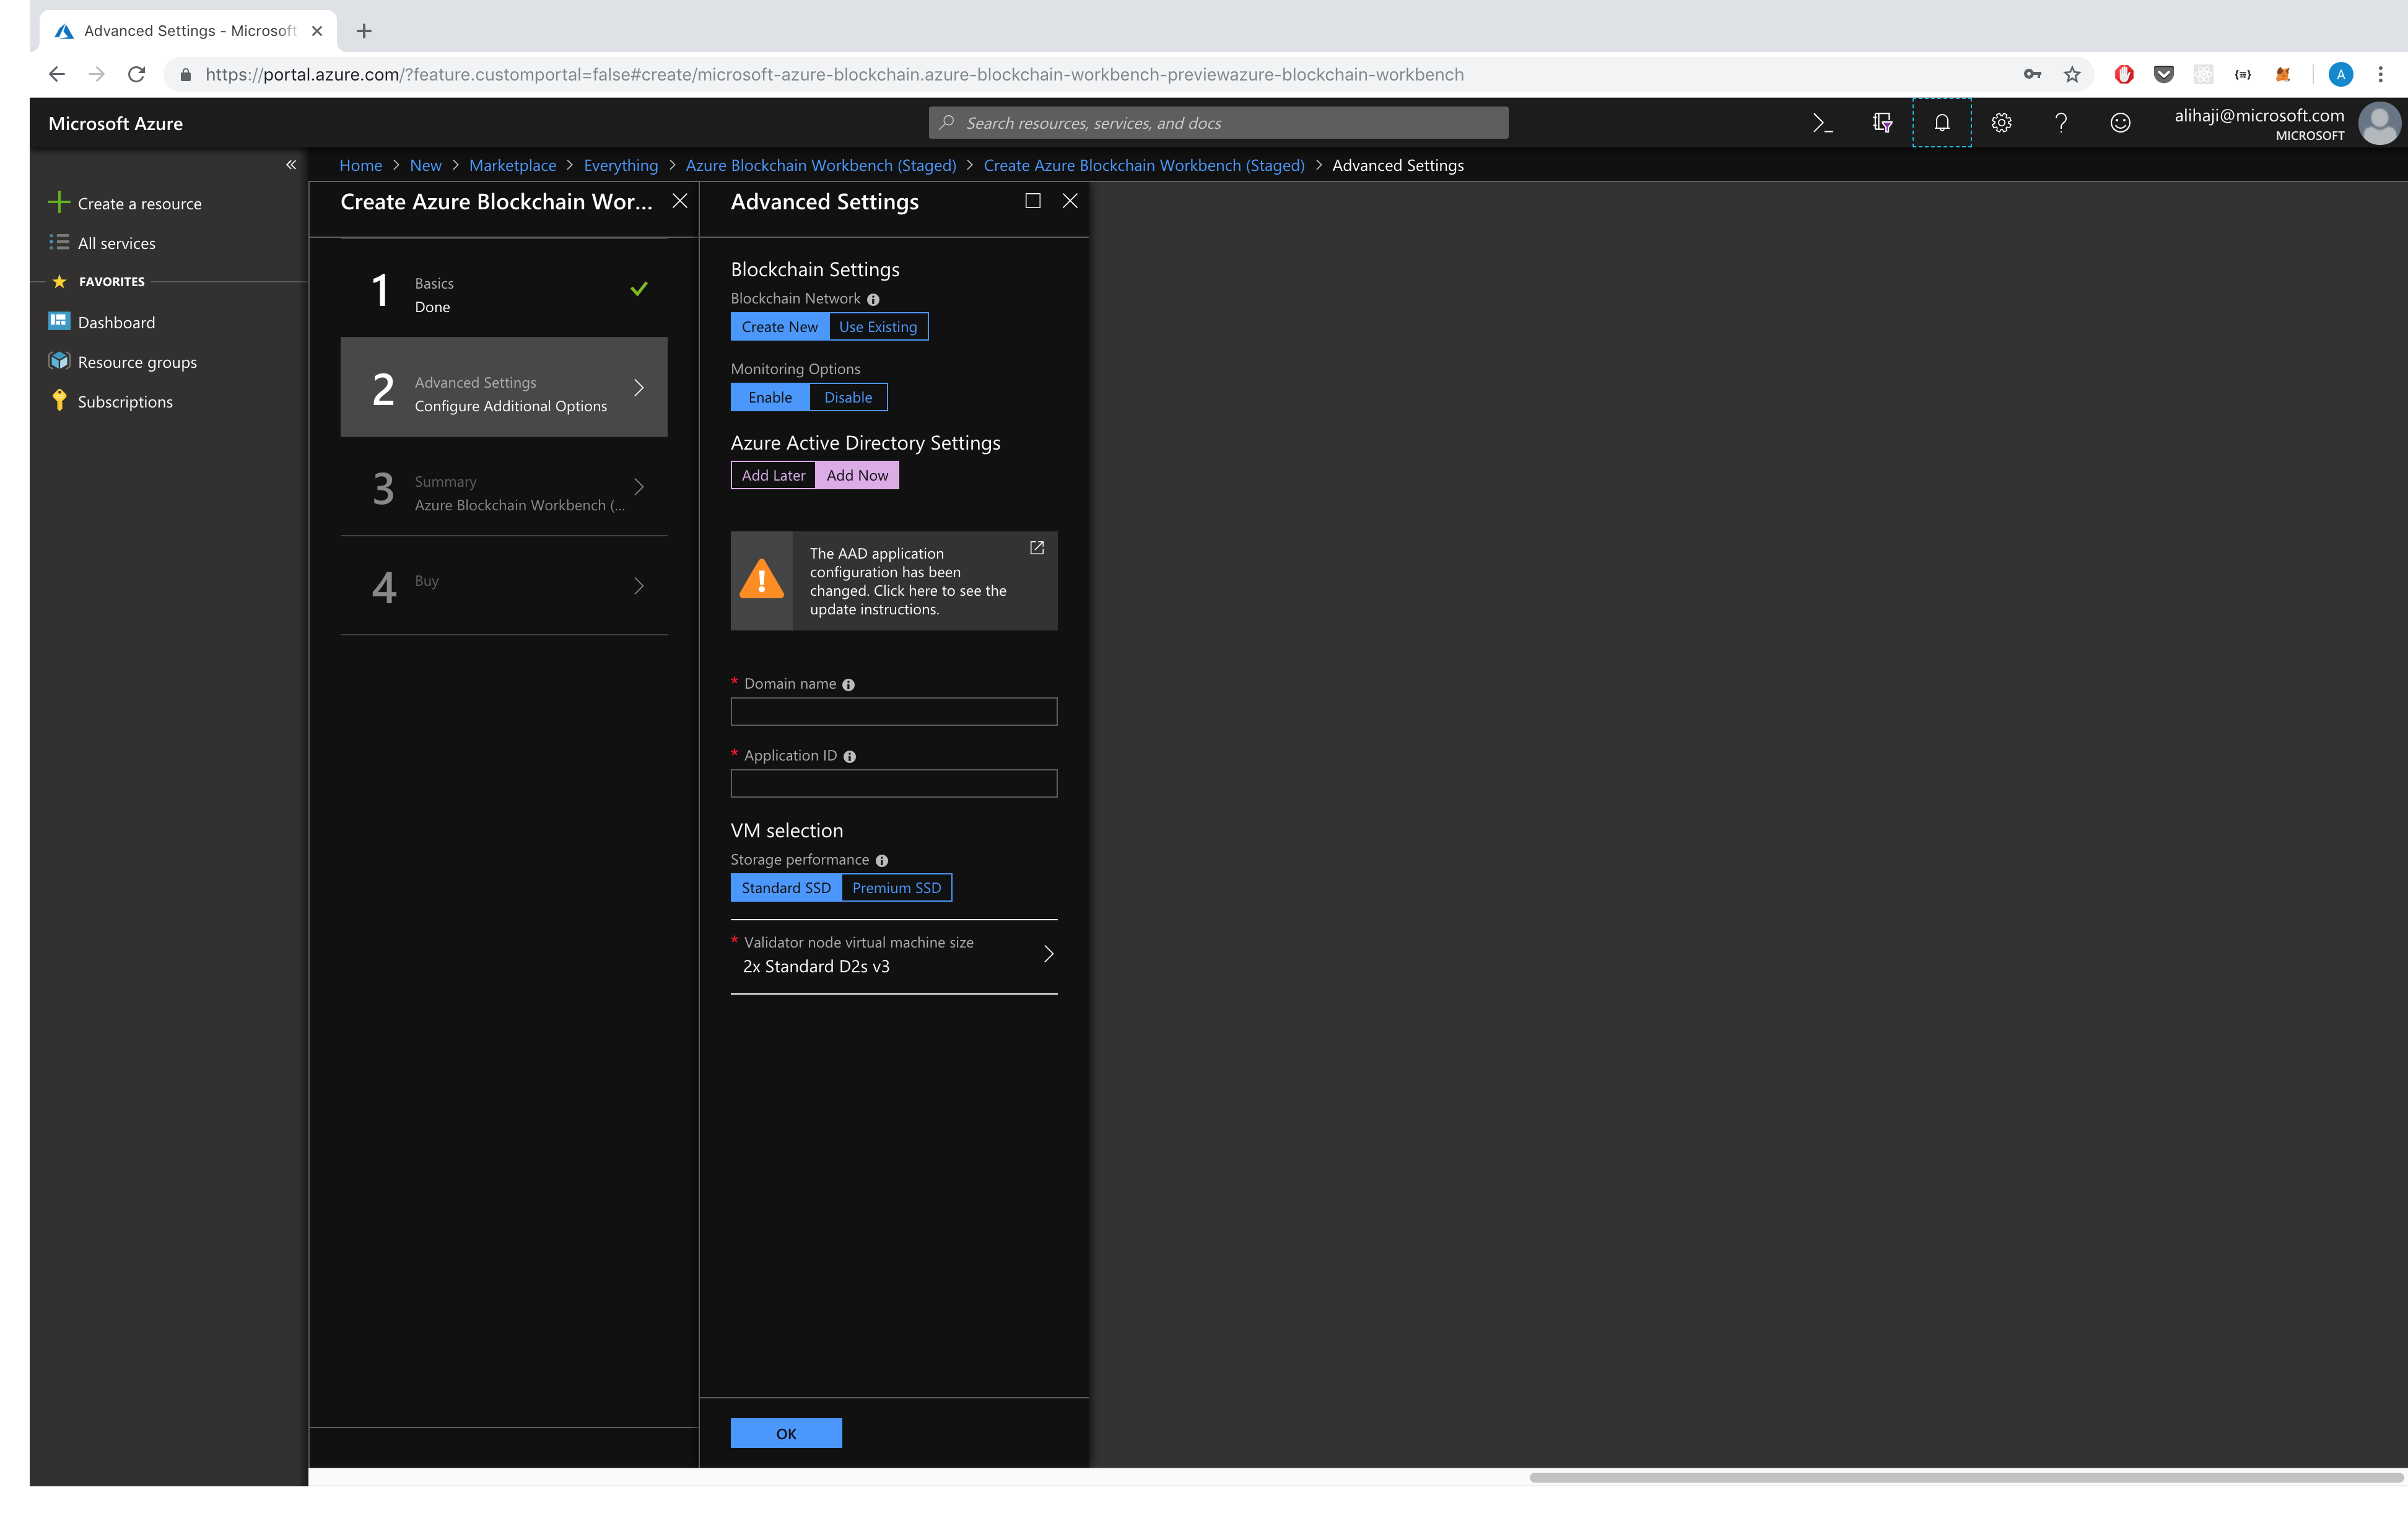 Advanced Settings - Microsoft
https://portal.azure.com/?feature.customportal=false#create/microsoft-azure-blockchain.azure-blockchain-workbench-previewazure-blockchain-workbench
A
Microsoft Azure
Search resources, services, and docs
alihaji@microsoft.com
MICROSOFT
Home > New > Marketplace > Everything > Azure Blockchain Workbench (Staged) > Create Azure Blockchain Workbench (Staged) > Advanced Settings
Create a resource
All services
FAVORITES
Dashboard
Resource groups
Subscriptions
Create Azure Blockchain Wor...
1
Basics
Done
2
Advanced Settings
Configure Additional Options
3
Summary
Azure Blockchain Workbench (...
4
Buy
Advanced Settings
Blockchain Settings
Blockchain Network
Create New Use Existing
Monitoring Options
Enable Disable
Azure Active Directory Settings
Add Later Add Now
The AAD application
configuration has been
changed. Click here to see the
update instructions.
* Domain name
* Application ID
VM selection
Storage performance
Standard SSD Premium SSD
* Validator node virtual machine size
2x Standard D2s v3
OK